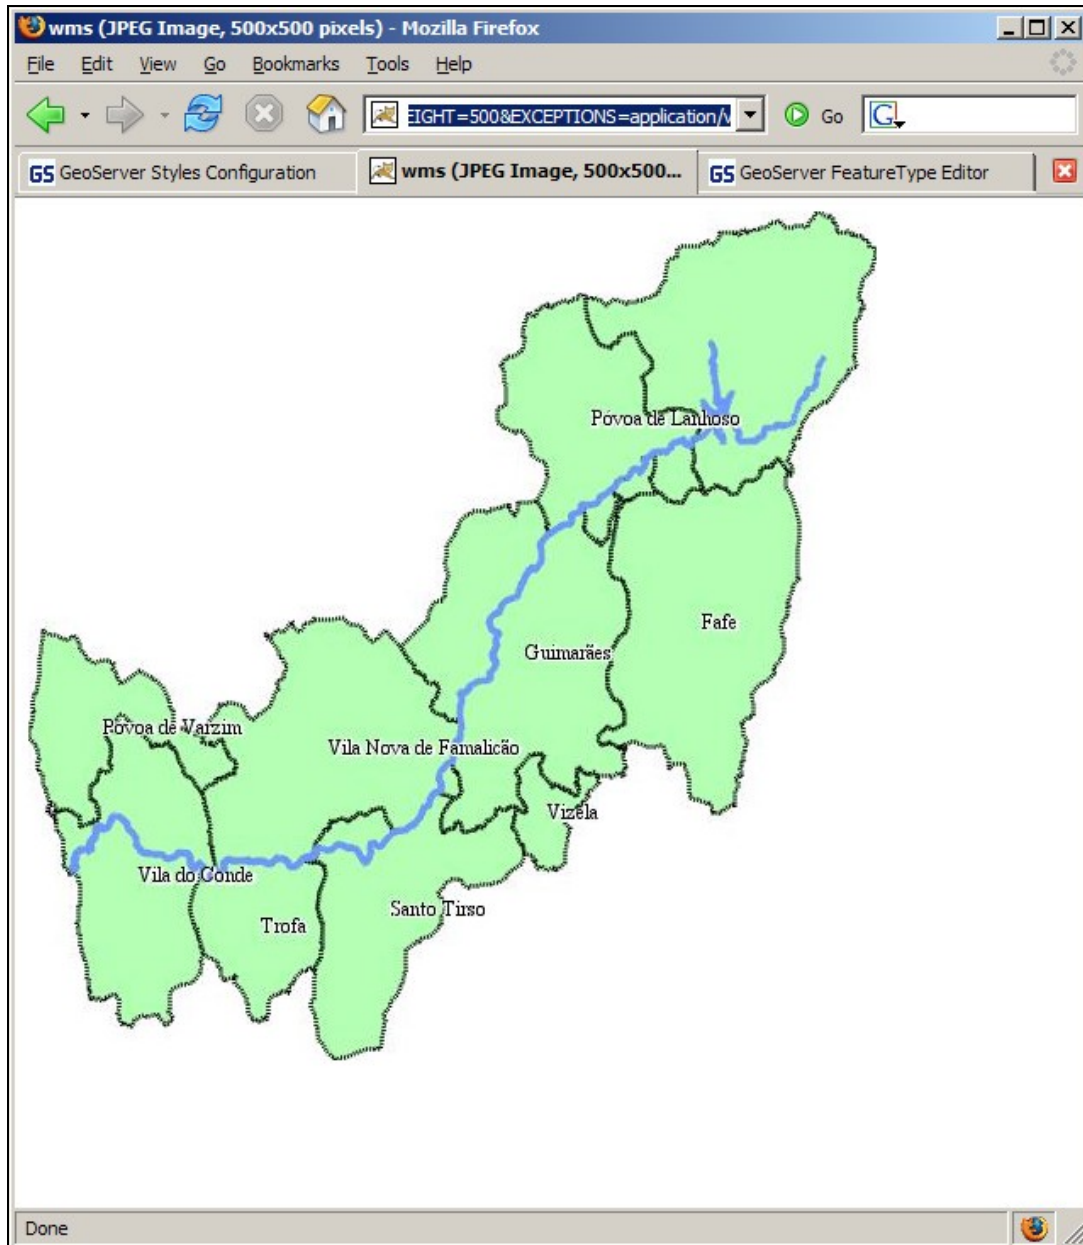 wms (JPEG Image, 500x500 pixels) - Mozilla Firefox
File Edit View Go Bookmarks Tools Help
EIGHT=500&EXCEPTIONS=application/v Go G
GS GeoServer Styles Configuration wms (JPEG Image, 500x500... GS GeoServer FeatureType Editor
Póvoa de Lanhoso
Fafe
Guimarães
Póvoa de Varzim
Vila Nova de Famalicão
Vizela
Vila do Conde
Santo Tirso
Trofa
Done